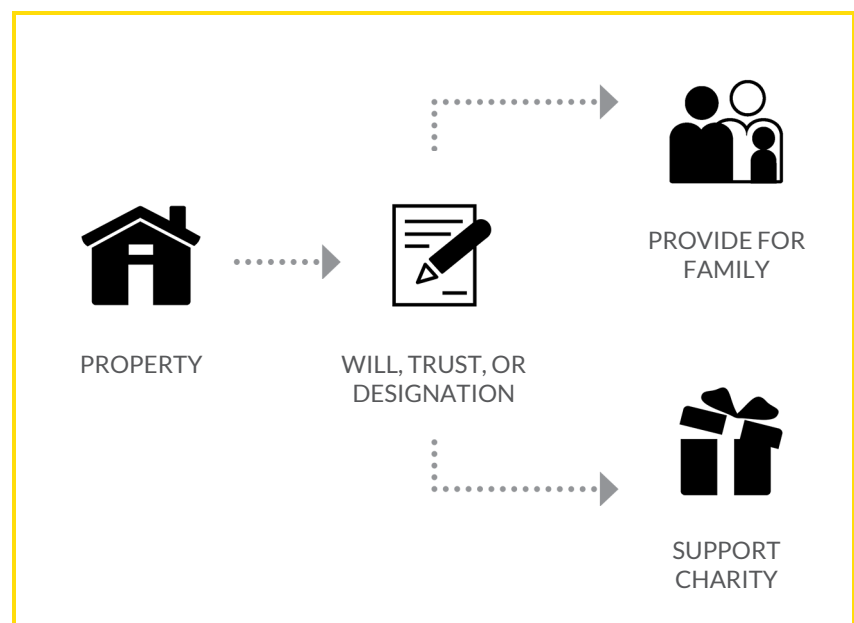 PROPERTY
WILL, TRUST, OR
DESIGNATION
PROVIDE FOR
FAMILY
SUPPORT
CHARITY